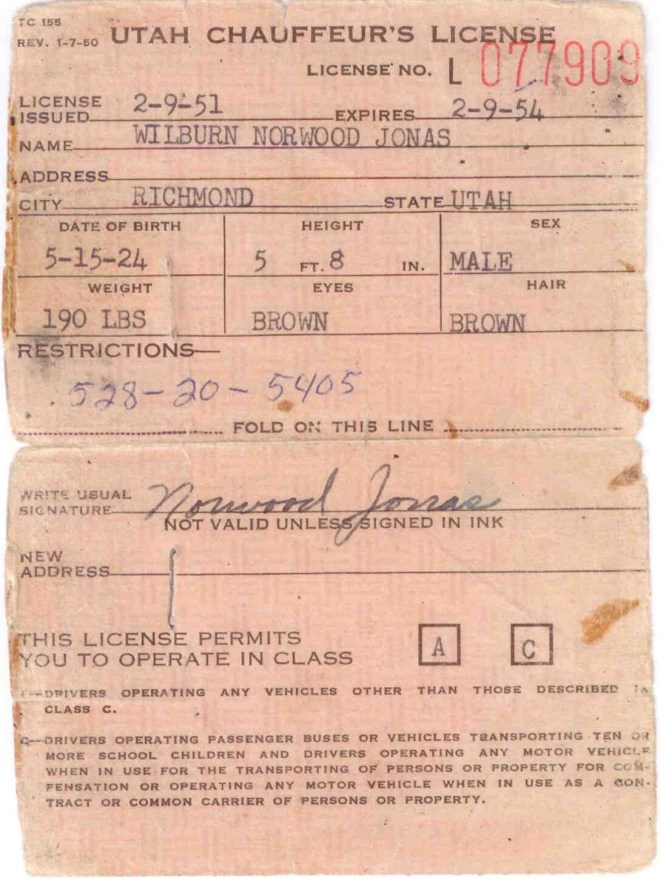 TC 155
REV. 1-7-50 UTAH CHAUFFEUR'S LICENSE
LICENSE NO. L 077909
LICENSE ISSUED 2-9-51 EXPIRES 2-9-54
NAME WILBURN NORWOOD JONAS
ADDRESS
CITY RICHMOND STATE UTAH
DATE OF BIRTH HEIGHT SEX
5-15-24 5 FT. 8 IN. MALE
WEIGHT EYES HAIR
190 LBS BROWN BROWN
RESTRICTIONS
528-20-5405
FOLD ON THIS LINE
WRITE USUAL SIGNATURE Norwood Jonas
NOT VALID UNLESS SIGNED IN INK
NEW ADDRESS
THIS LICENSE PERMITS
YOU TO OPERATE IN CLASS A C
—DRIVERS OPERATING ANY VEHICLES OTHER THAN THOSE DESCRIBED IN
CLASS C.
C—DRIVERS OPERATING PASSENGER BUSES OR VEHICLES TRANSPORTING TEN OR
MORE SCHOOL CHILDREN AND DRIVERS OPERATING ANY MOTOR VEHICLE
WHEN IN USE FOR THE TRANSPORTING OF PERSONS OR PROPERTY FOR COM-
PENSATION OR OPERATING ANY MOTOR VEHICLE WHEN IN USE AS A CON-
TRACT OR COMMON CARRIER OF PERSONS OR PROPERTY.